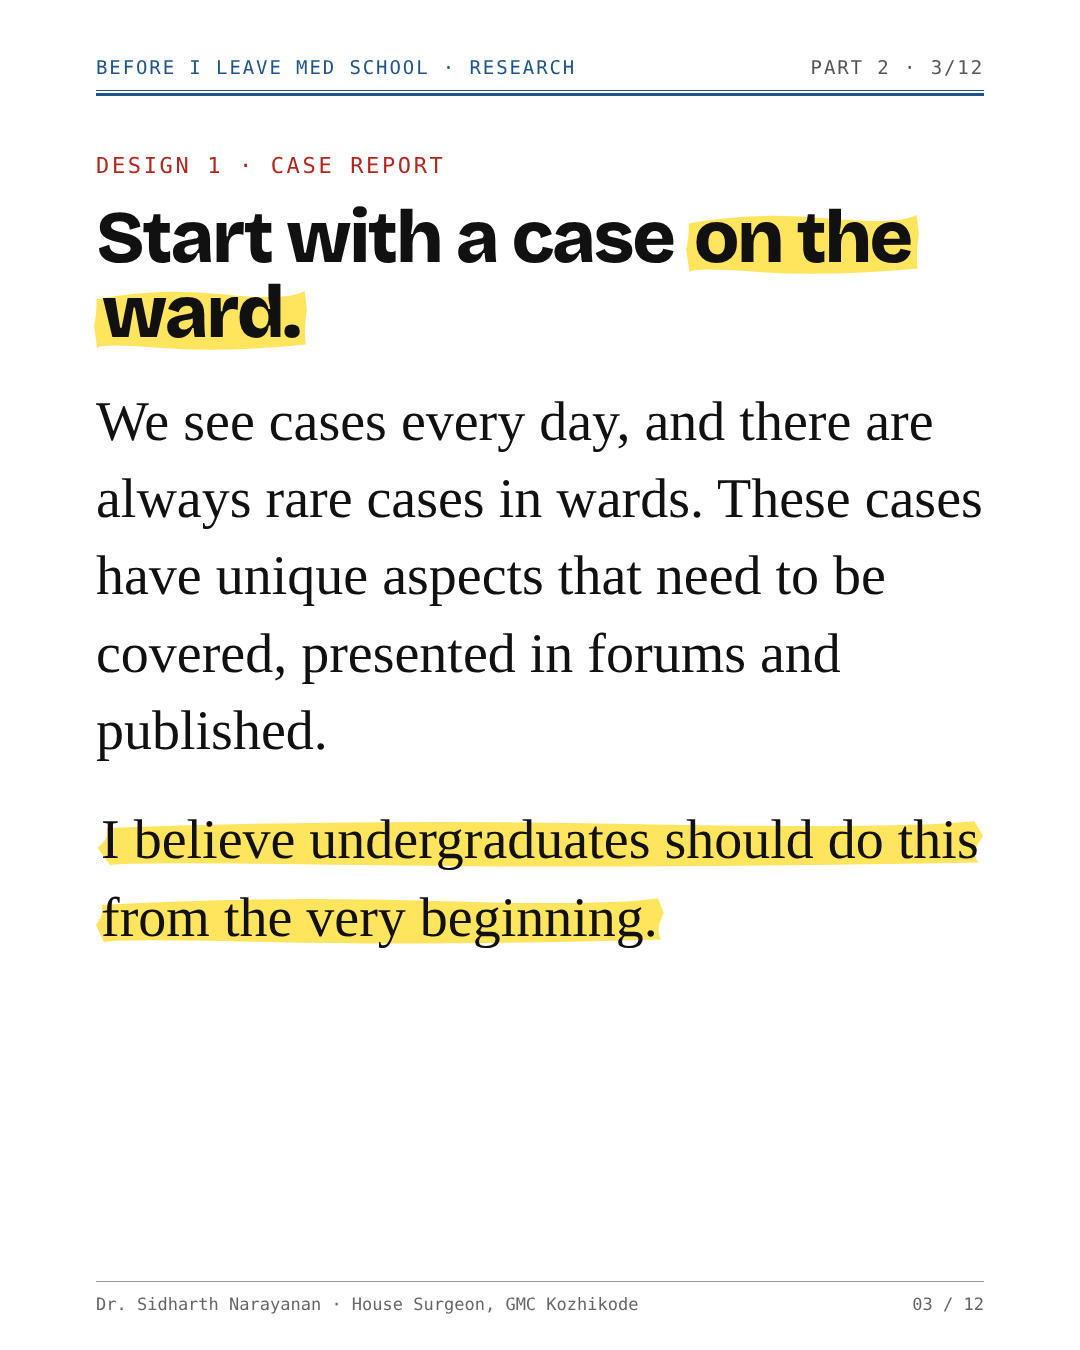 BEFORE I LEAVE MED SCHOOL · RESEARCH
PART 2 · 3/12
DESIGN 1 · CASE REPORT
Start with a case on the
ward.
We see cases every day, and there are
always rare cases in wards. These cases
have unique aspects that need to be
covered, presented in forums and
published.
I believe undergraduates should do this
from the very beginning.
Dr. Sidharth Narayanan · House Surgeon, GMC Kozhikode
03 / 12